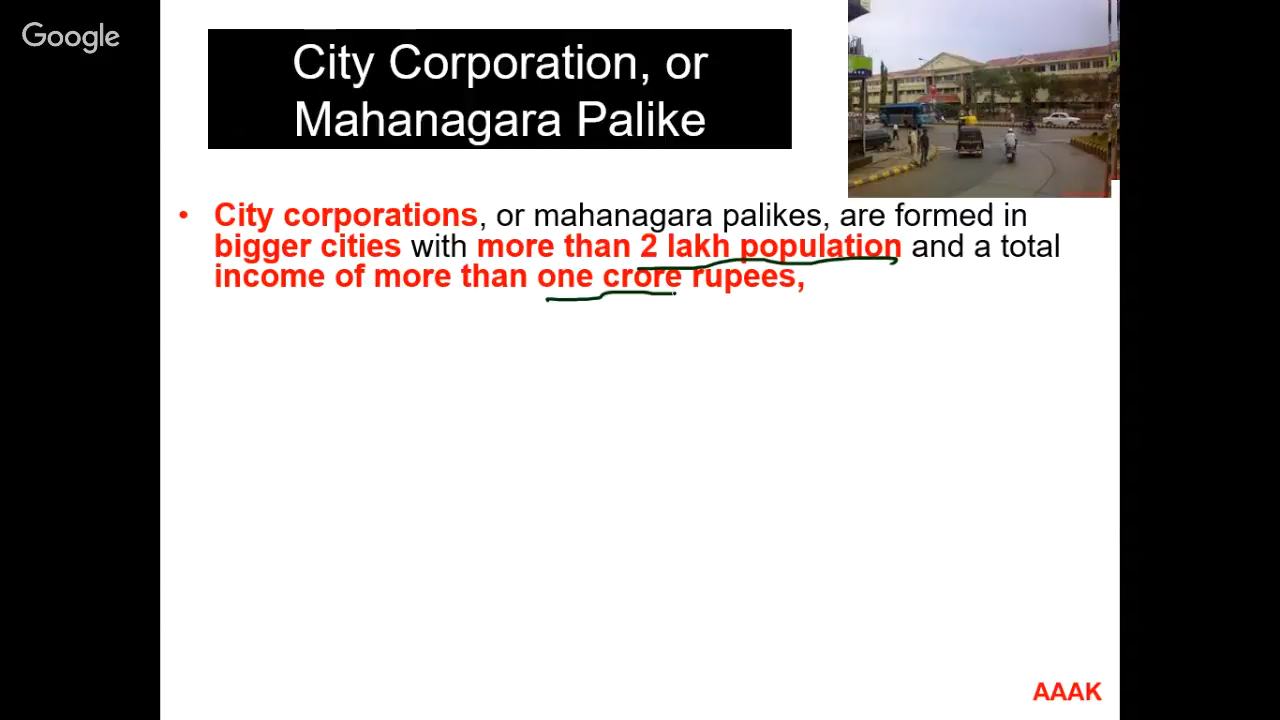 Google
City Corporation, or
Mahanagara Palike
• City corporations, or mahanagara palikes, are formed in
bigger cities with more than 2 lakh population and a total
income of more than one crore rupees,
AAAK